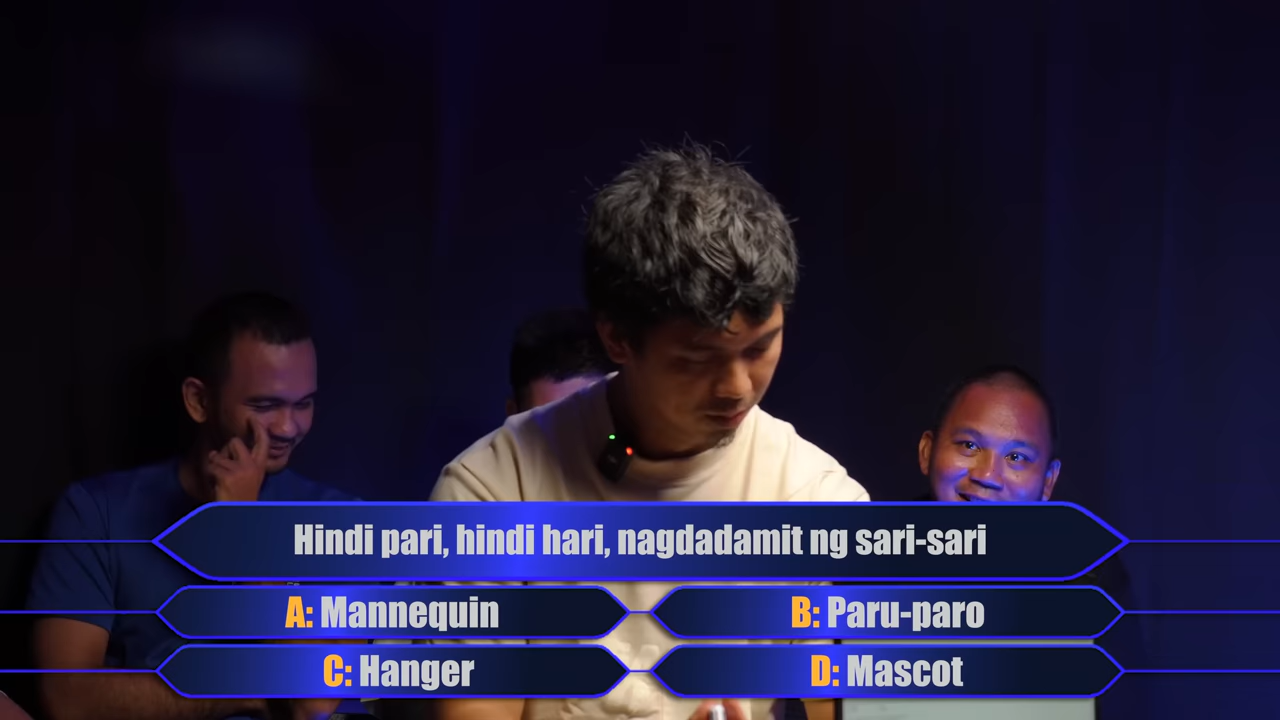 Hindi pari, hindi hari, nagdadamit ng sari-sari
A: Mannequin
B: Paru-paro
C: Hanger
D: Mascot